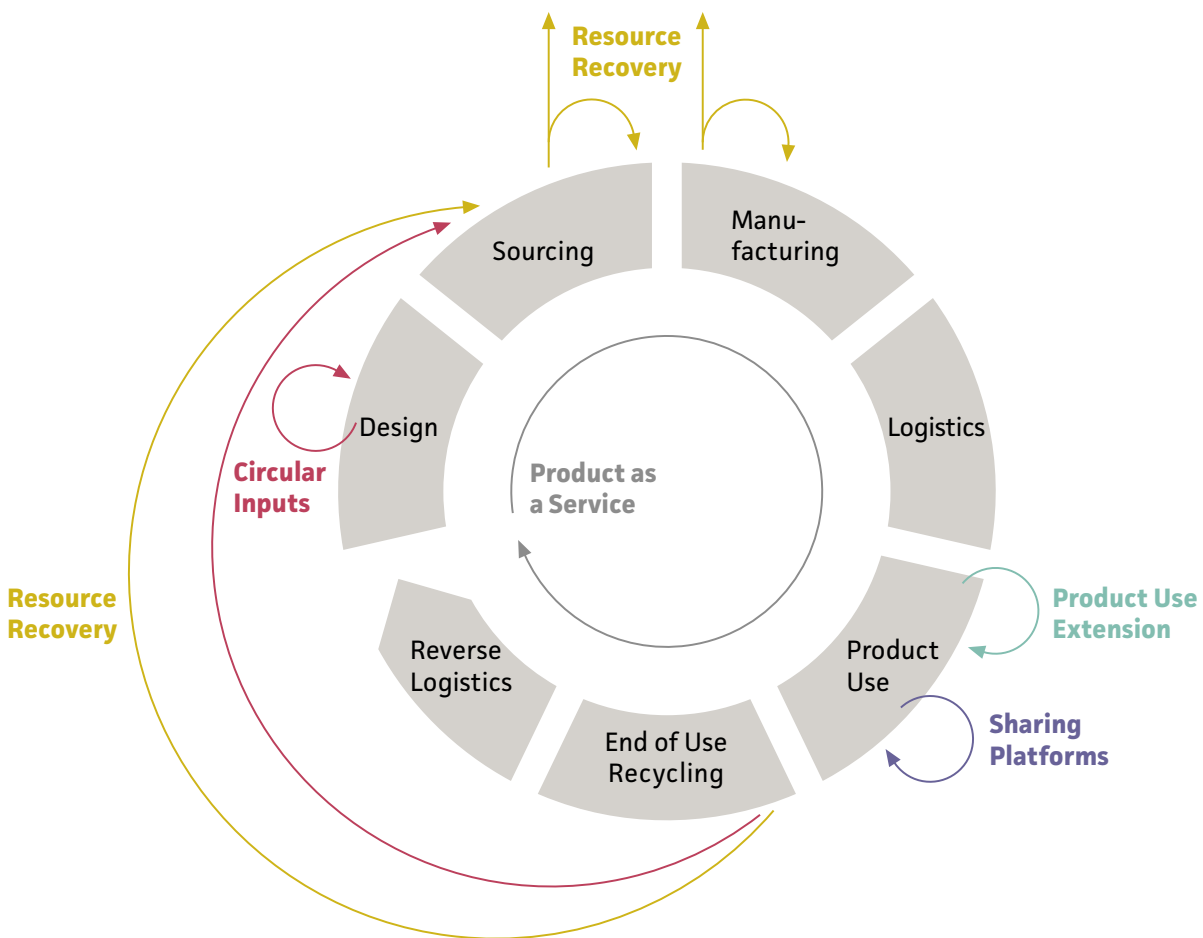 Resource
Recovery
Sourcing
Manu-
facturing
Design
Logistics
Circular
Inputs
Product as
a Service
Resource
Recovery
Product Use
Extension
Reverse
Logistics
Product
Use
Sharing
Platforms
End of Use
Recycling